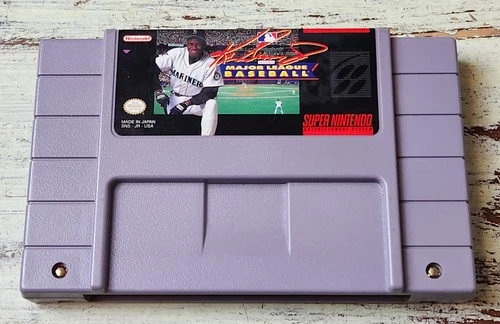 Nintendo
MAJOR LEAGUE
BASEBALL
MARINERS
MADE IN JAPAN
SNS - JR - USA
SUPER NINTENDO
ENTERTAINMENT SYSTEM